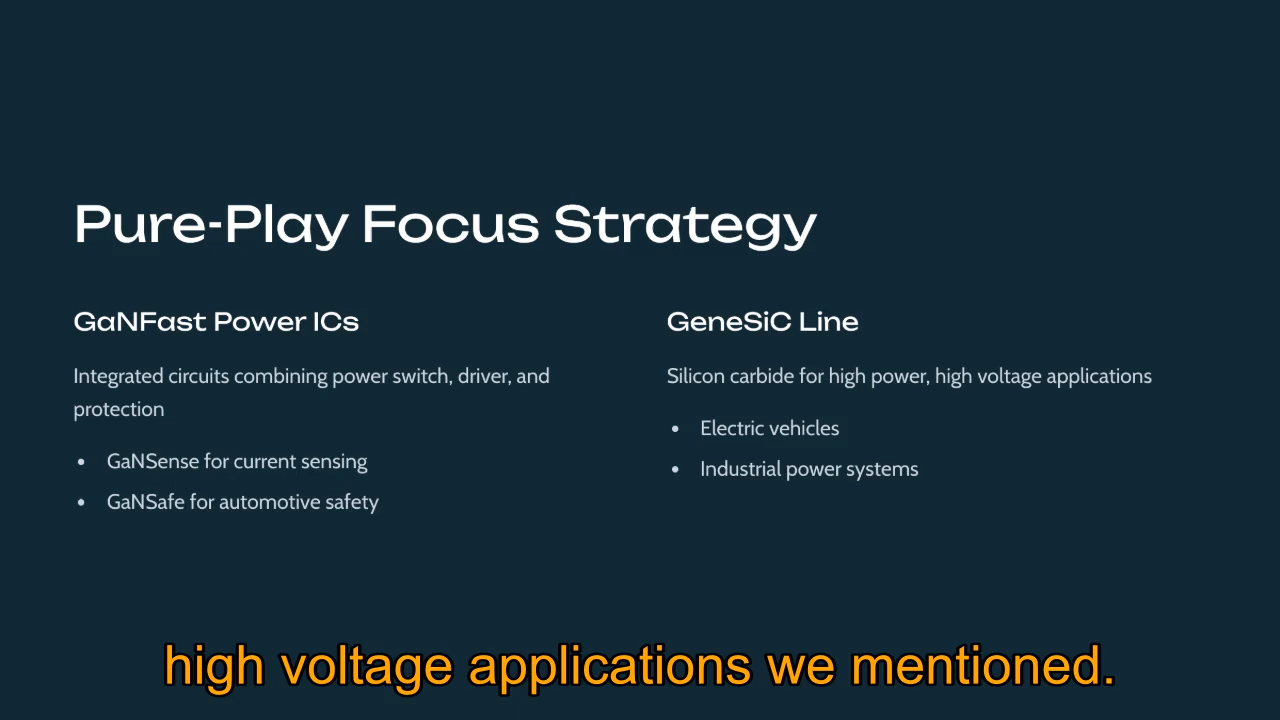 Pure-Play Focus Strategy
GaNFast Power ICs
Integrated circuits combining power switch, driver, and
protection
• GaNSense for current sensing
• GaNSafe for automotive safety
GeneSiC Line
Silicon carbide for high power, high voltage applications
• Electric vehicles
• Industrial power systems
high voltage applications we mentioned.